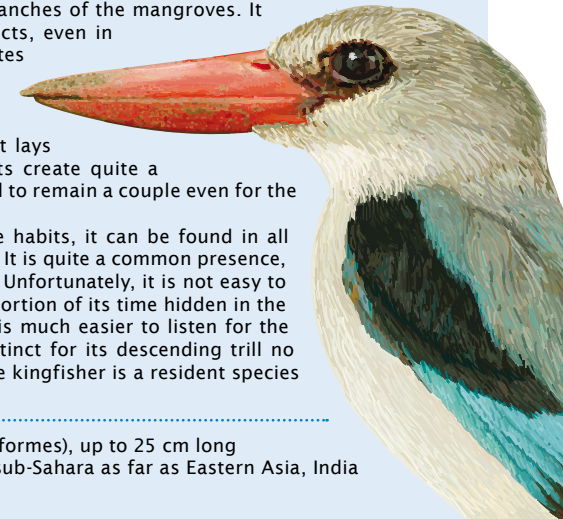 anches of the mangroves. It
cts, even in
tes
t lays
ts create quite a
l to remain a couple even for the
e habits, it can be found in all
It is quite a common presence,
Unfortunately, it is not easy to
ortion of its time hidden in the
is much easier to listen for the
tinct for its descending trill no
e kingfisher is a resident species
formes), up to 25 cm long
sub-Sahara as far as Eastern Asia, India